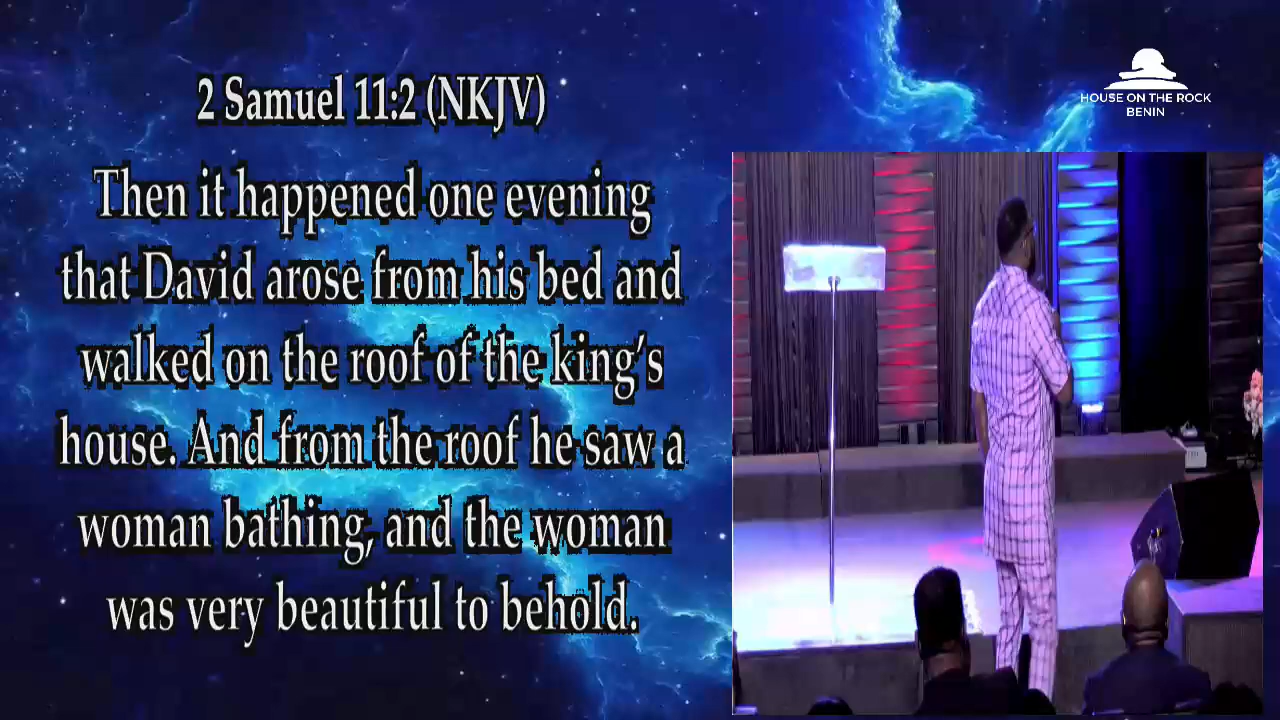 2 Samuel 11:2 (NKJV)
Then it happened one evening
that David arose from his bed and
walked on the roof of the king’s
house. And from the roof he saw a
woman bathing, and the woman
was very beautiful to behold.
HOUSE ON THE ROCK
BENIN